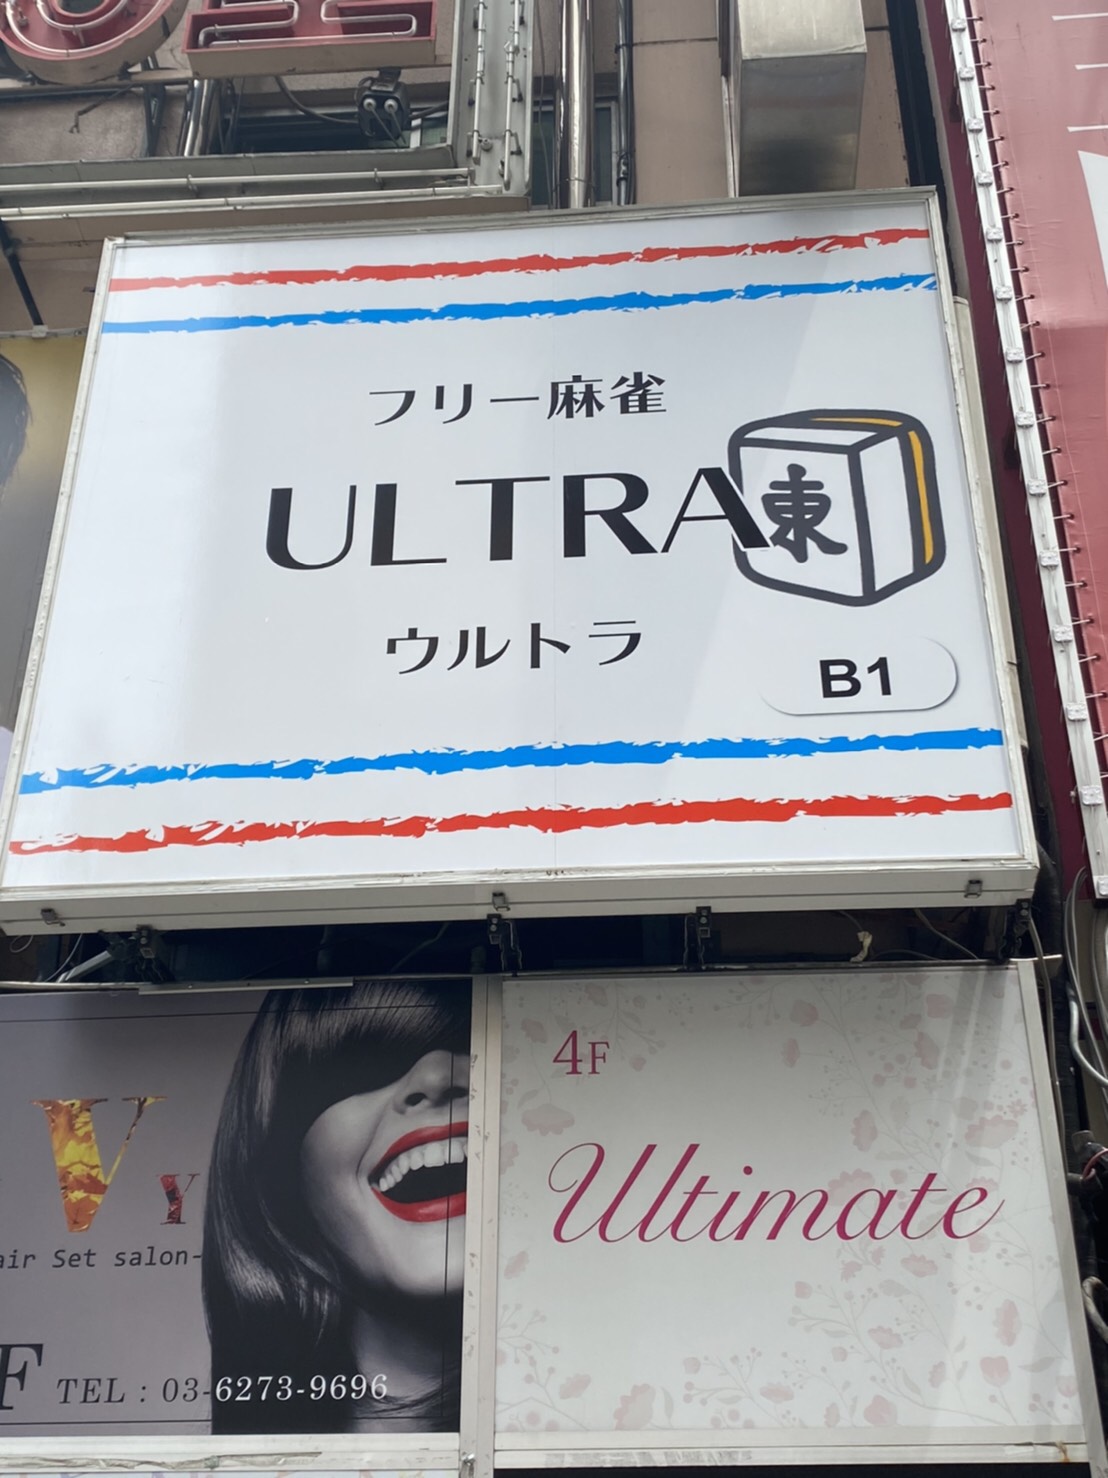 フリー麻雀
ULTRA
東
ウルトラ
B1
V Y
air Set salon-
F TEL : 03-6273-9696
4F
Ultimate